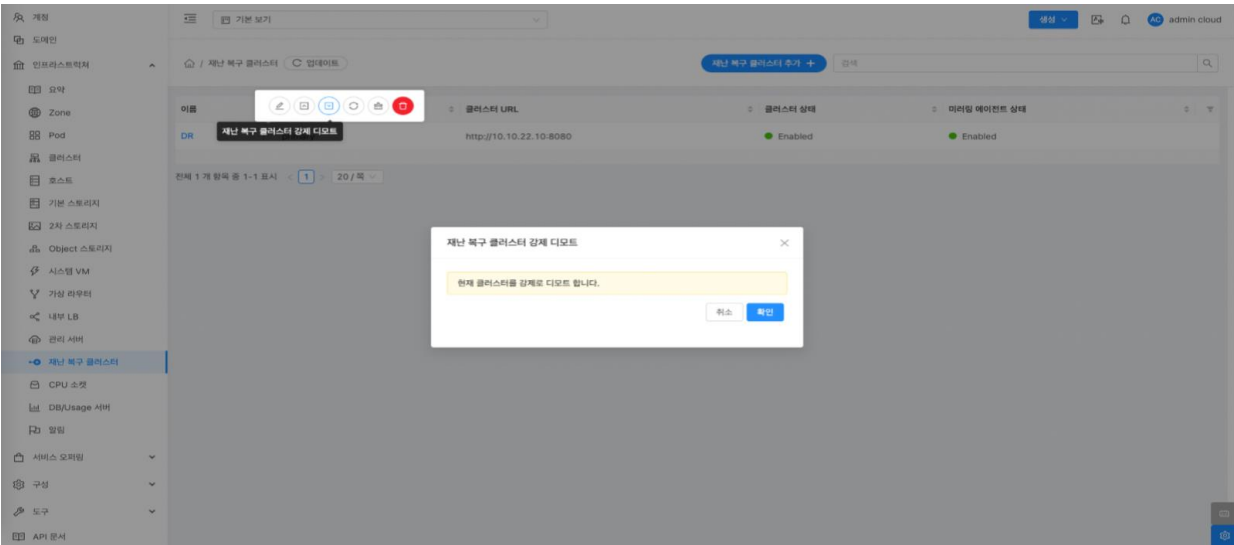 계정
기본 보기
생성
AC admin cloud
도메인
인프라스트럭쳐
/ 재난 복구 클러스터 업데이트
재난 복구 클러스터 추가 +
검색
요약
이름
클러스터 URL
클러스터 상태
미러링 에이전트 상태
Zone
Pod
DR
재난 복구 클러스터 강제 디모트
http://10.10.22.10:8080
Enabled
Enabled
클러스터
호스트
전체 1 개 항목 중 1-1 표시 < 1 > 20 / 쪽
기본 스토리지
2차 스토리지
Object 스토리지
재난 복구 클러스터 강제 디모트
시스템 VM
현재 클러스터를 강제로 디모트 합니다.
가상 라우터
내부 LB
취소 확인
관리 서버
재난 복구 클러스터
CPU 소켓
DB/Usage 서버
알림
서비스 오퍼링
구성
도구
API 문서